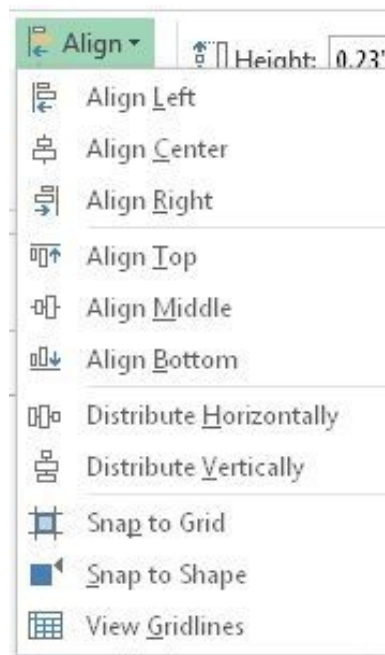 Align
Height: 0.23"
Align Left
Align Center
Align Right
Align Top
Align Middle
Align Bottom
Distribute Horizontally
Distribute Vertically
Snap to Grid
Snap to Shape
View Gridlines